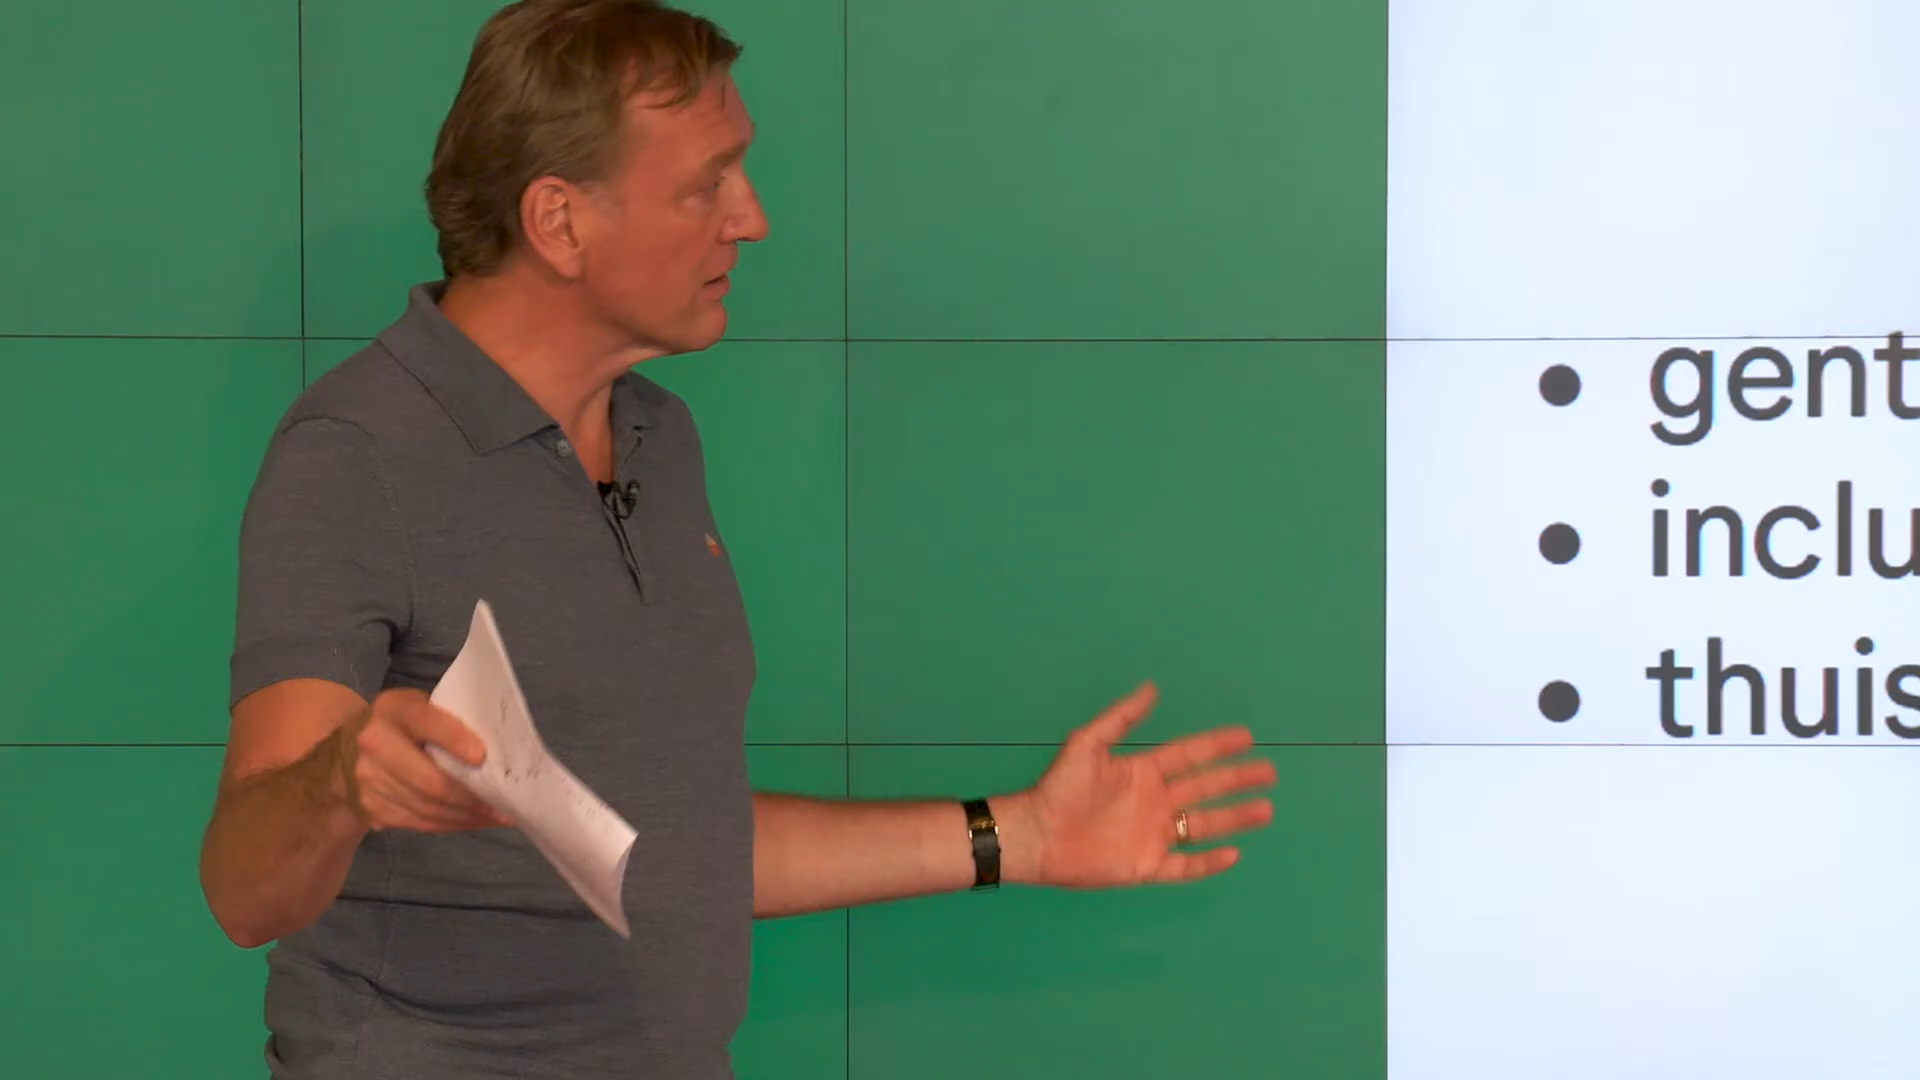 • gent
• inclu
• thuis